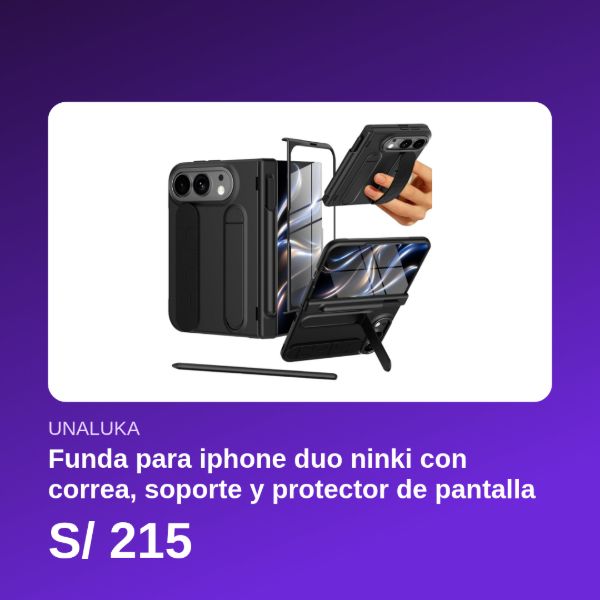 UNALUKA
Funda para iphone duo ninki con
correa, soporte y protector de pantalla
S/ 215